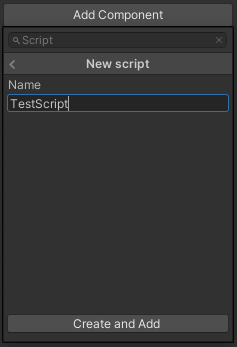 Add Component
Script
New script
Name
TestScript
Create and Add